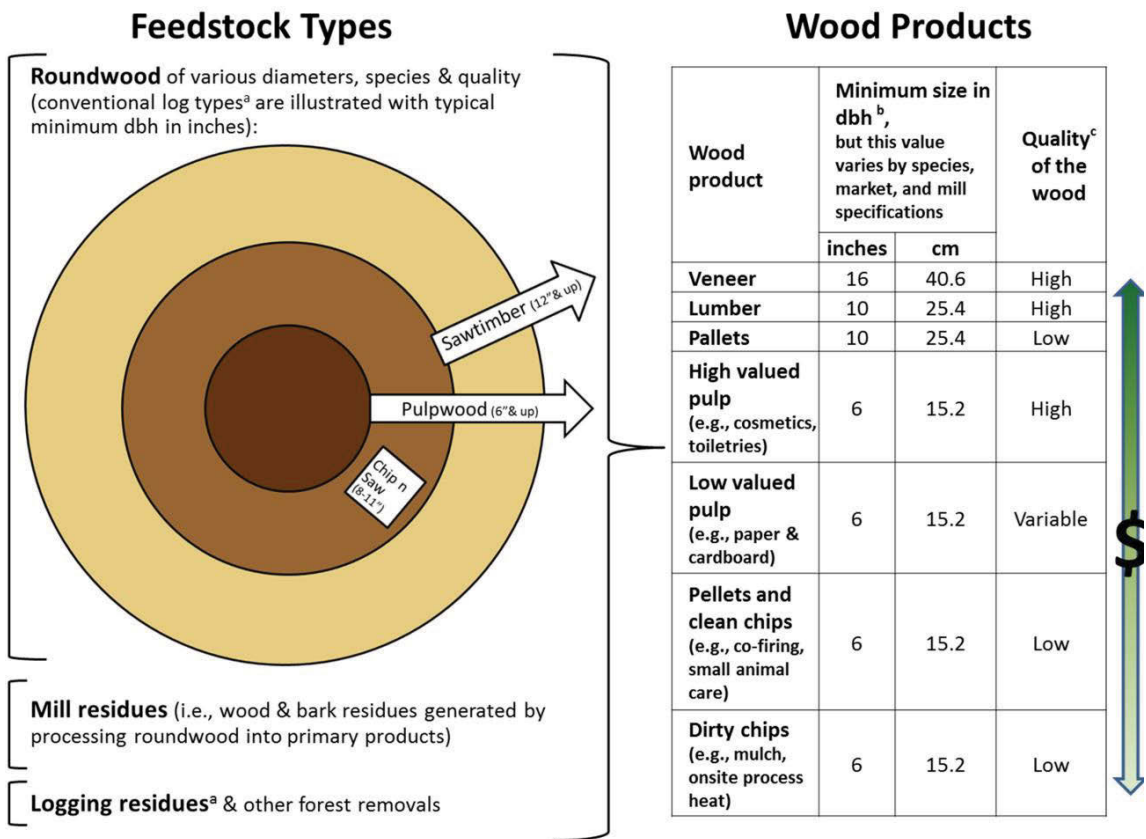 Feedstock Types
Roundwood of various diameters, species & quality
(conventional log typesᵃ are illustrated with typical
minimum dbh in inches):
Sawtimber (12"& up)
Pulpwood (6"& up)
Chip n
Saw
(8-11")
Mill residues (i.e., wood & bark residues generated by
processing roundwood into primary products)
Logging residuesᵃ & other forest removals
Wood Products
Wood
product
Minimum size in
dbh ᵇ,
but this value
varies by species,
market, and mill
specifications
Qualityᶜ
of the
wood
inches cm
Veneer 16 40.6 High
Lumber 10 25.4 High
Pallets 10 25.4 Low
High valued
pulp
(e.g., cosmetics,
toiletries)
6 15.2 High
Low valued
pulp
(e.g., paper &
cardboard)
6 15.2 Variable
Pellets and
clean chips
(e.g., co-firing,
small animal
care)
6 15.2 Low
Dirty chips
(e.g., mulch,
onsite process
heat)
6 15.2 Low
$